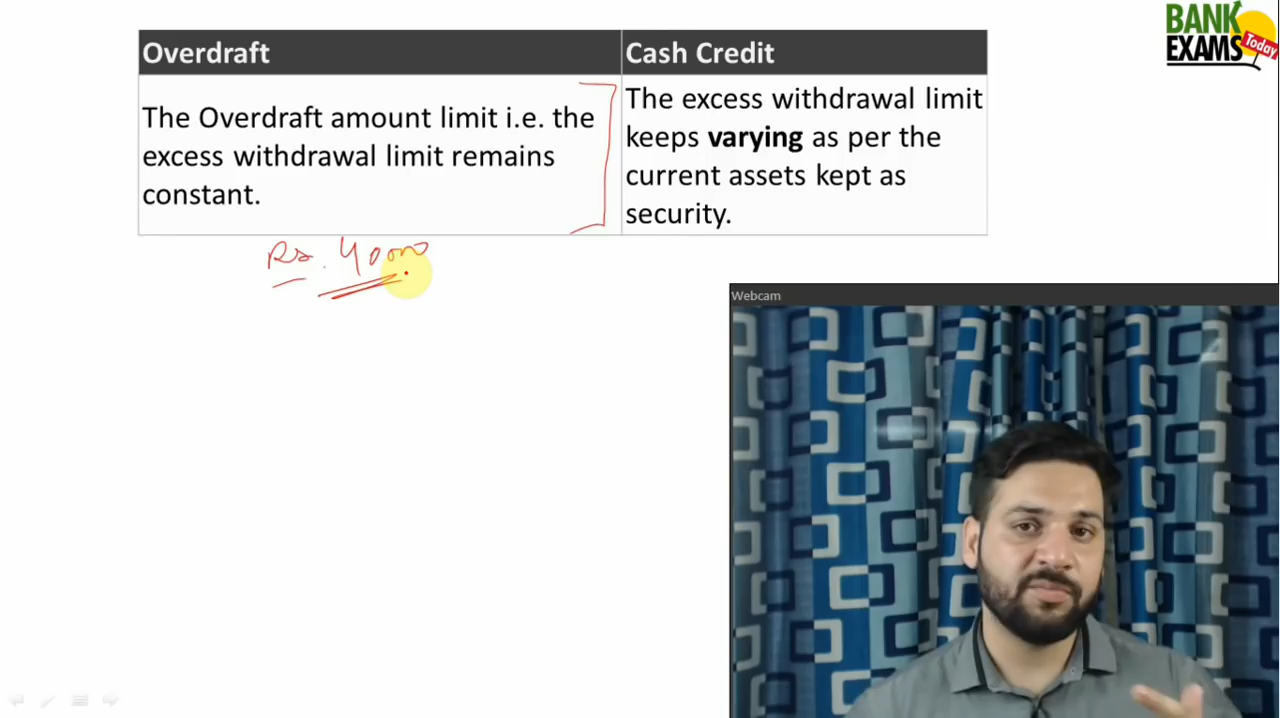 BANK
EXAMS Today
Overdraft
Cash Credit
The Overdraft amount limit i.e. the
excess withdrawal limit remains
constant.
The excess withdrawal limit
keeps varying as per the
current assets kept as
security.
Rs. 40000
Webcam